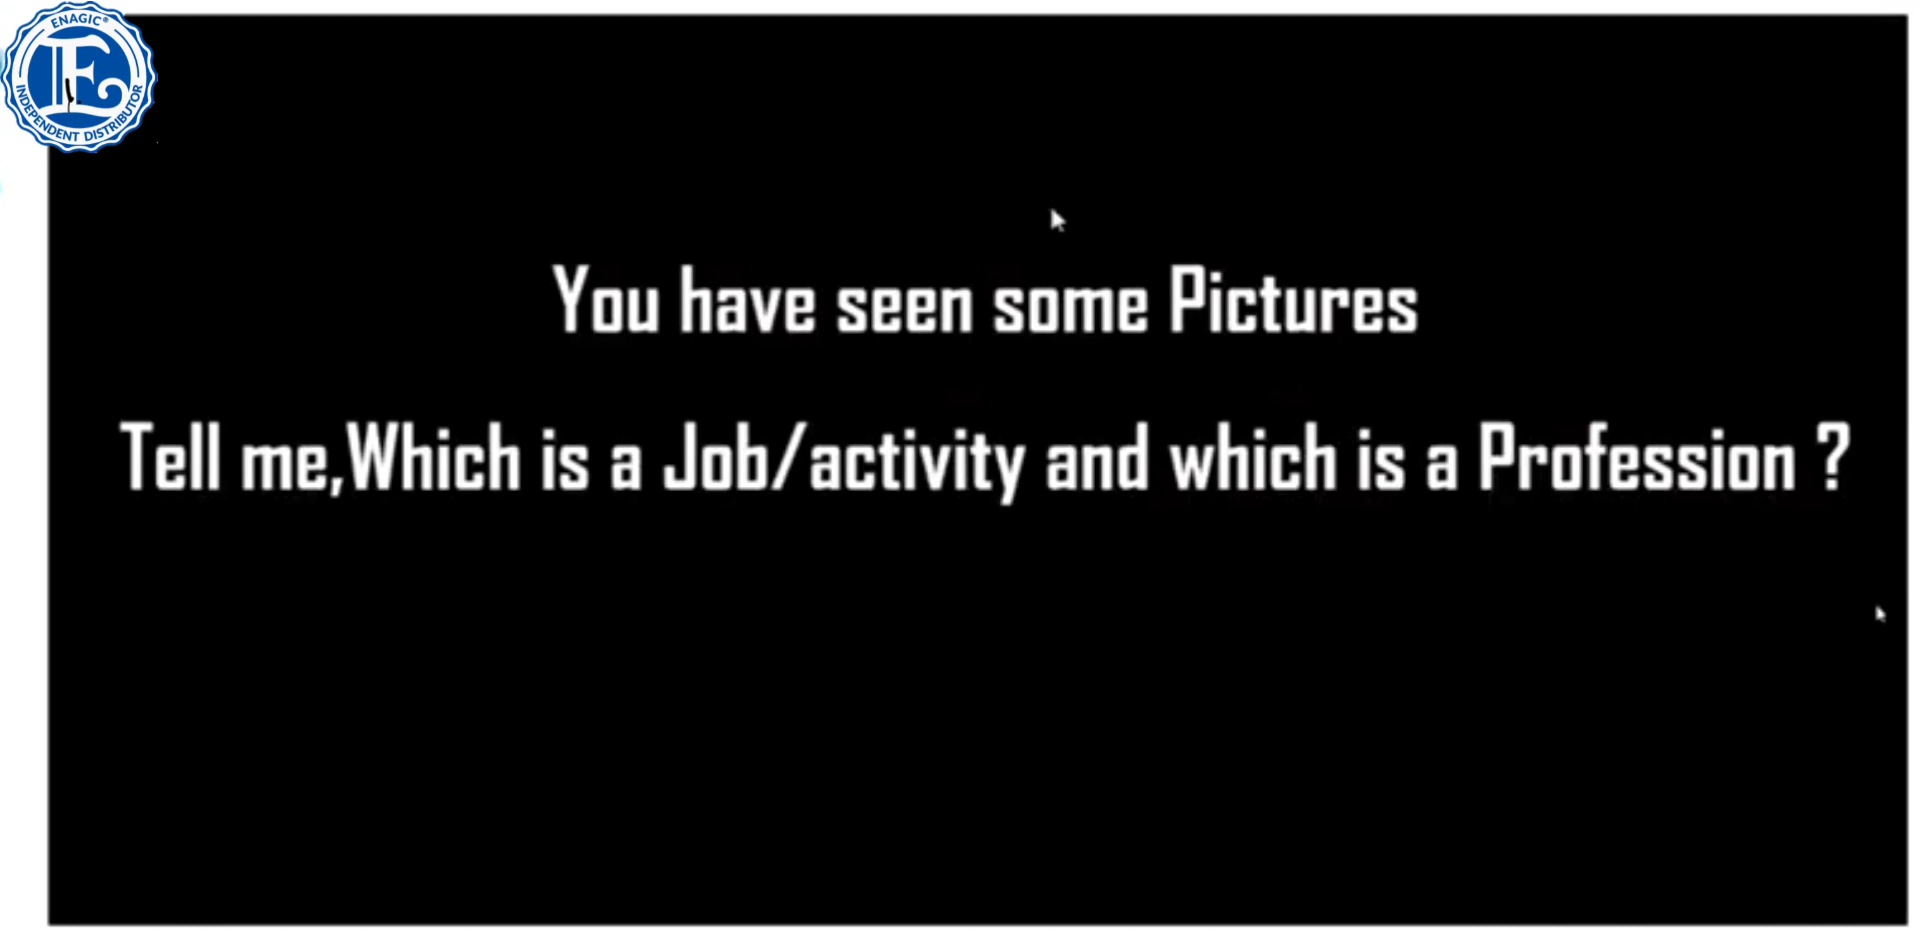 ENAGIC®
E
INDEPENDENT DISTRIBUTOR
You have seen some Pictures
Tell me,Which is a Job/activity and which is a Profession ?